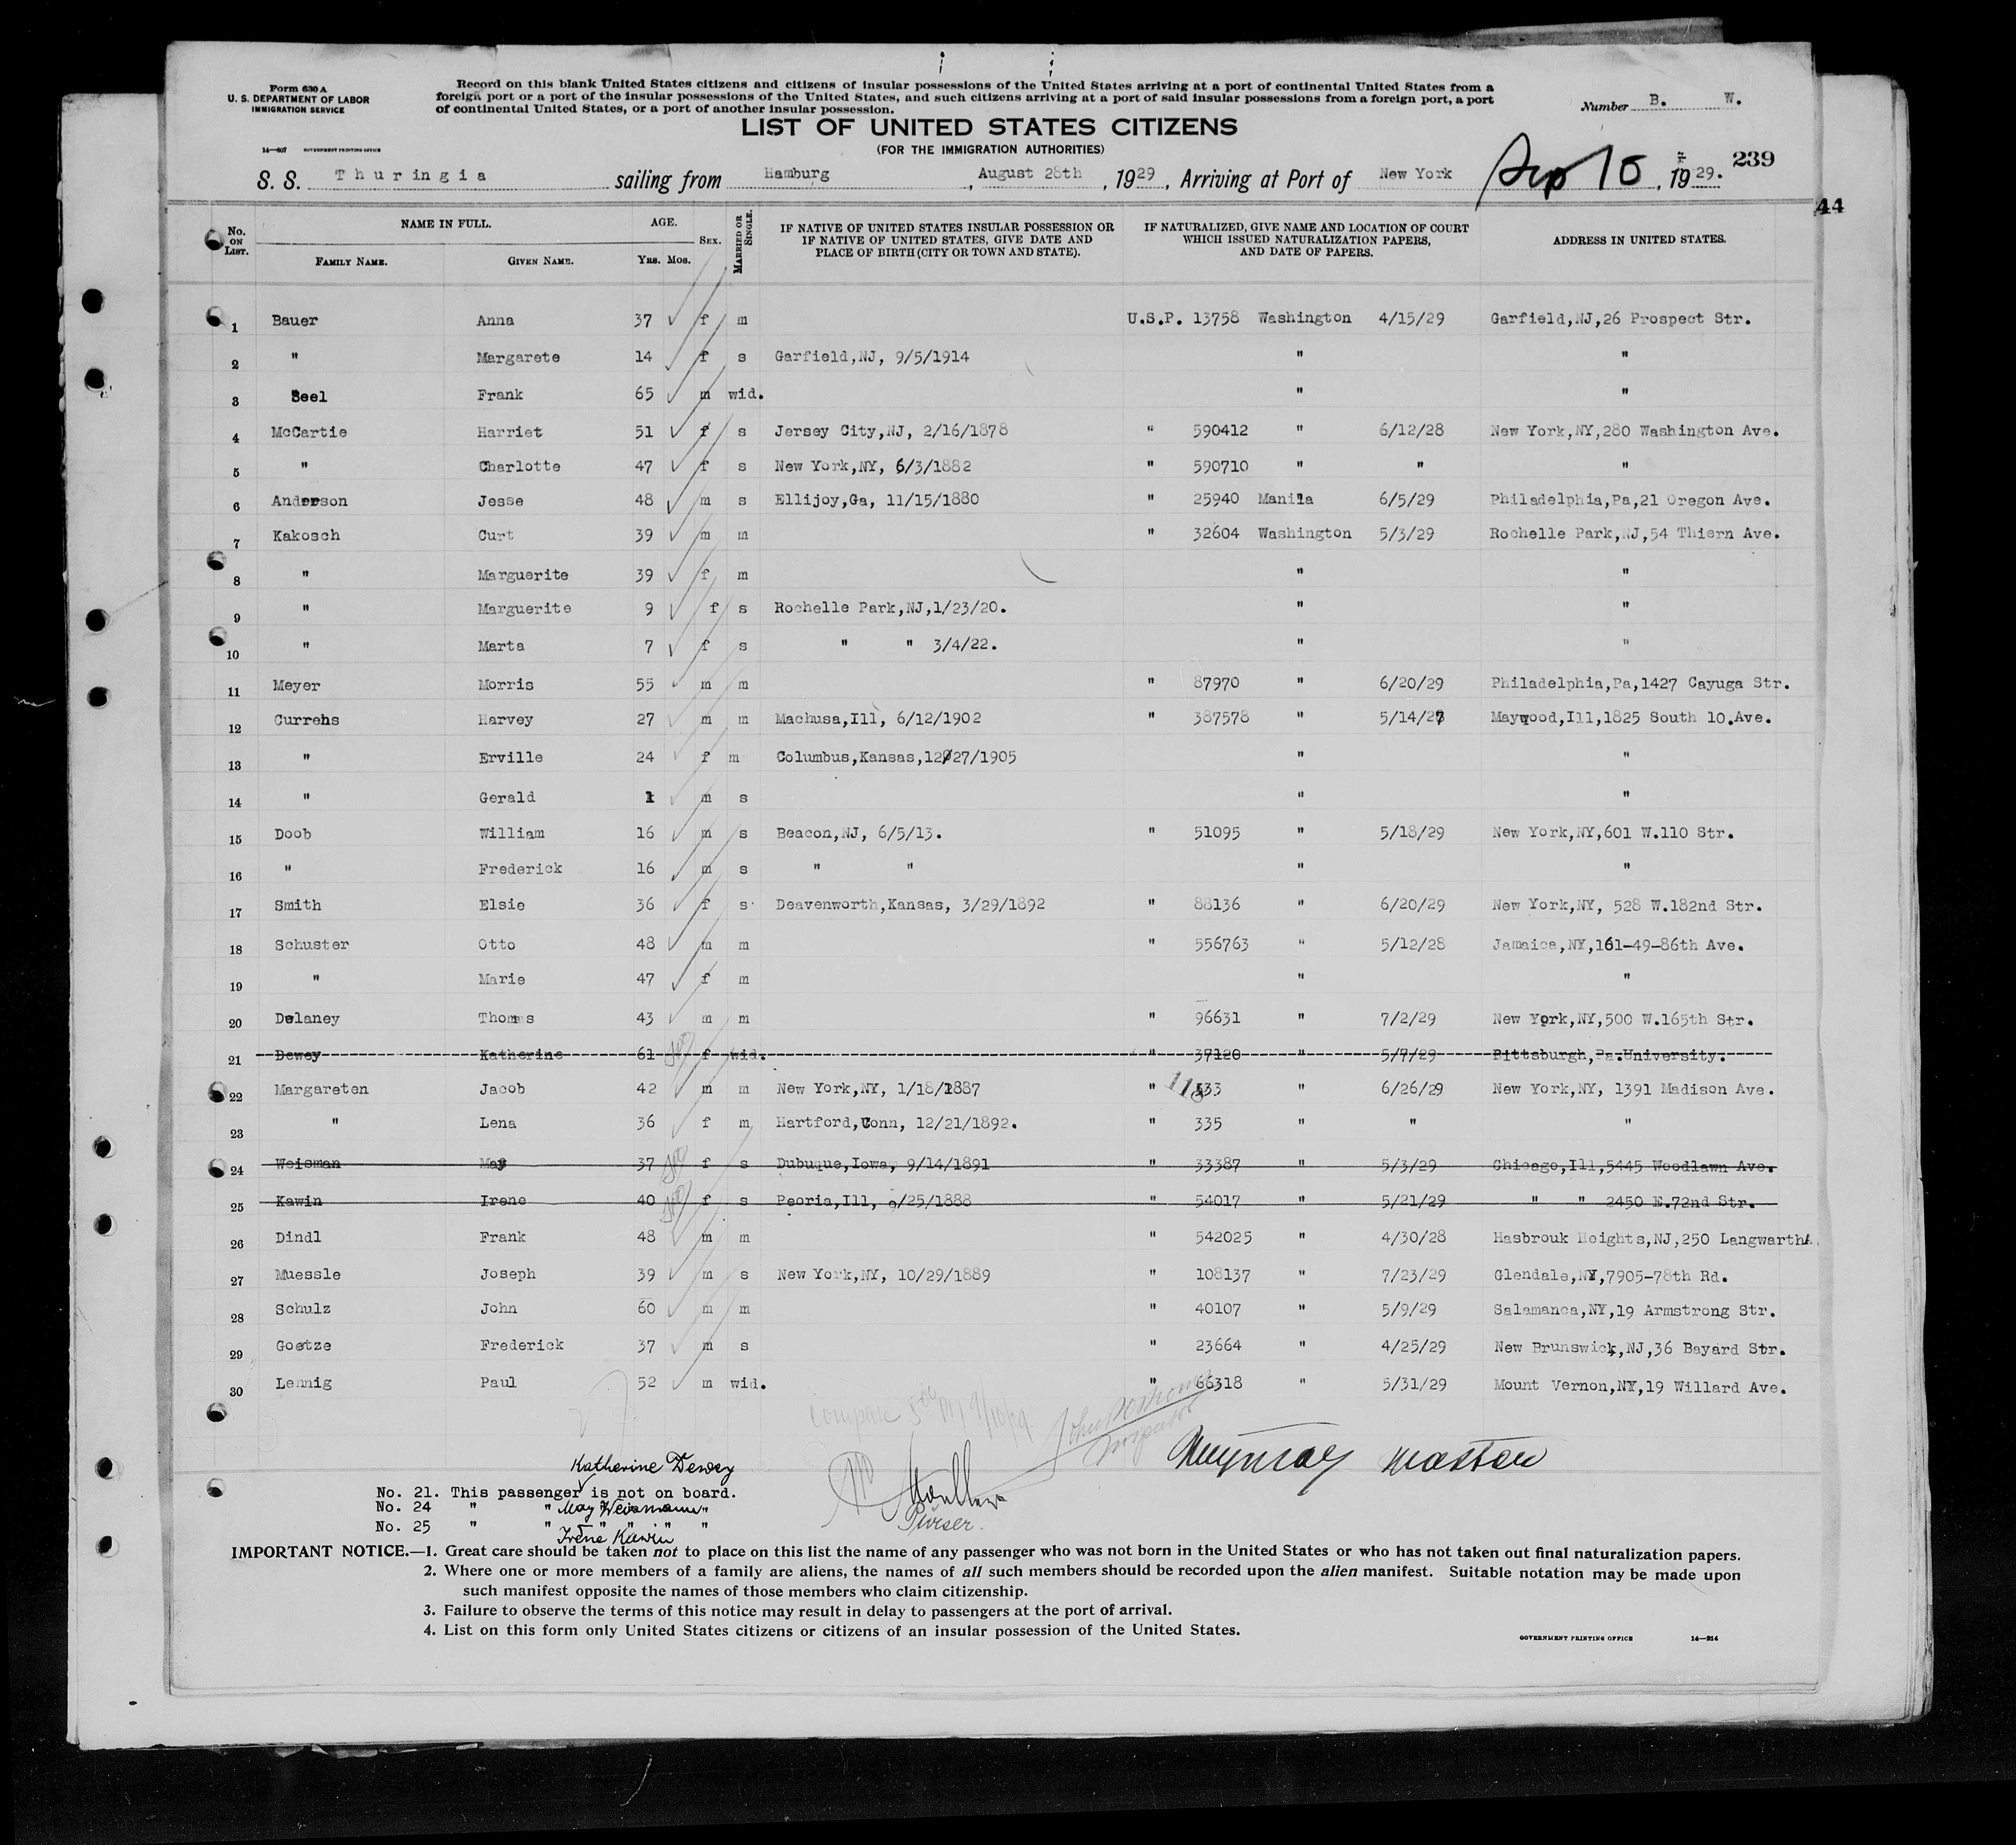 Form 630 A
U. S. DEPARTMENT OF LABOR
IMMIGRATION SERVICE
14—607 GOVERNMENT PRINTING OFFICE
Record on this blank United States citizens and citizens of insular possessions of the United States arriving at a port of continental United States from a
foreign port or a port of the insular possessions of the United States, and such citizens arriving at a port of said insular possessions from a foreign port, a port
of continental United States, or a port of another insular possession.
Number B. W.
LIST OF UNITED STATES CITIZENS
(FOR THE IMMIGRATION AUTHORITIES)
239
S. S. Thuringia sailing from Hamburg, August 28th, 1929, Arriving at Port of New York Sep 10, 1929.
44
No. ON LIST. NAME IN FULL. FAMILY NAME. GIVEN NAME. AGE. YRS. MOS. SEX. MARRIED OR SINGLE. IF NATIVE OF UNITED STATES INSULAR POSSESSION OR IF NATIVE OF UNITED STATES, GIVE DATE AND PLACE OF BIRTH (CITY OR TOWN AND STATE). IF NATURALIZED, GIVE NAME AND LOCATION OF COURT WHICH ISSUED NATURALIZATION PAPERS, AND DATE OF PAPERS. ADDRESS IN UNITED STATES.
1 Bauer Anna 37 f m U.S.P. 13758 Washington 4/15/29 Garfield,NJ,26 Prospect Str.
2 " Margarete 14 f s Garfield,NJ, 9/5/1914 " "
3 Seel Frank 65 m wid. " "
4 McCartie Harriet 51 f s Jersey City,NJ, 2/16/1878 " 590412 " 6/12/28 New York,NY,280 Washington Ave.
5 " Charlotte 47 f s New York,NY, 6/3/1882 " 590710 " " "
6 Anderson Jesse 48 m s Ellijoy,Ga, 11/15/1880 " 25940 Manila 6/5/29 Philadelphia,Pa,21 Oregon Ave.
7 Kakosch Curt 39 m m " 32604 Washington 5/3/29 Rochelle Park,NJ,54 Thiern Ave.
8 " Marguerite 39 f m " "
9 " Marguerite 9 f s Rochelle Park,NJ,1/23/20. " "
10 " Marta 7 f s " " 3/4/22. " "
11 Meyer Morris 55 m m " 87970 " 6/20/29 Philadelphia,Pa,1427 Cayuga Str.
12 Currehs Harvey 27 m m Machusa,Ill, 6/12/1902 " 387578 " 5/14/27 Maywood,Ill,1825 South 10.Ave.
13 " Erville 24 f m Columbus,Kansas,12/27/1905 " "
14 " Gerald 1 m s " "
15 Doob William 16 m s Beacon,NJ, 6/5/13. " 51095 " 5/18/29 New York,NY,601 W.110 Str.
16 " Frederick 16 m s " " " "
17 Smith Elsie 36 f s Deavenworth,Kansas, 3/29/1892 " 88136 " 6/20/29 New York,NY, 528 W.182nd Str.
18 Schuster Otto 48 m m " 556763 " 5/12/28 Jamaica,NY,161-49-86th Ave.
19 " Marie 47 f m " "
20 Delaney Thomas 43 m m " 96631 " 7/2/29 New York,NY,500 W.165th Str.
21 Dewey Katherine 61 f wid. " 37120 " 5/7/29 Pittsburgh,Pa.University.
22 Margareten Jacob 42 m m New York,NY, 1/18/1887 " 118 333 " 6/26/29 New York,NY, 1391 Madison Ave.
23 " Lena 36 f m Hartford,Conn, 12/21/1892. " 335 " " "
24 Weisman May 37 f s Dubuque,Iowa, 9/14/1891 " 33387 " 5/3/29 Chicago,Ill,5445 Woodlawn Ave.
25 Kawin Irene 40 f s Peoria,Ill, 9/25/1888 " 54017 " 5/21/29 " " 2450 E.72nd Str.
26 Dindl Frank 48 m m " 542025 " 4/30/28 Hasbrouk Heights,NJ,250 LangwarthA.
27 Muessle Joseph 39 m s New York,NY, 10/29/1889 " 108137 " 7/23/29 Glendale,NY,7905-78th Rd.
28 Schulz John 60 m m " 40107 " 5/9/29 Salamanca,NY,19 Armstrong Str.
29 Goetze Frederick 37 m s " 23664 " 4/25/29 New Brunswick,NJ,36 Bayard Str.
30 Lennig Paul 52 m wid. " 66318 " 5/31/29 Mount Vernon,NY,19 Willard Ave.
Compare
Inspector
Master
Katherine Dewey
No. 21. This passenger is not on board.
No. 24 " " May Weismann "
No. 25 " " " " " "
Irene Kawin
Purser.
IMPORTANT NOTICE.—1. Great care should be taken not to place on this list the name of any passenger who was not born in the United States or who has not taken out final naturalization papers.
2. Where one or more members of a family are aliens, the names of all such members should be recorded upon the alien manifest. Suitable notation may be made upon
such manifest opposite the names of those members who claim citizenship.
3. Failure to observe the terms of this notice may result in delay to passengers at the port of arrival.
4. List on this form only United States citizens or citizens of an insular possession of the United States.
GOVERNMENT PRINTING OFFICE 14—214